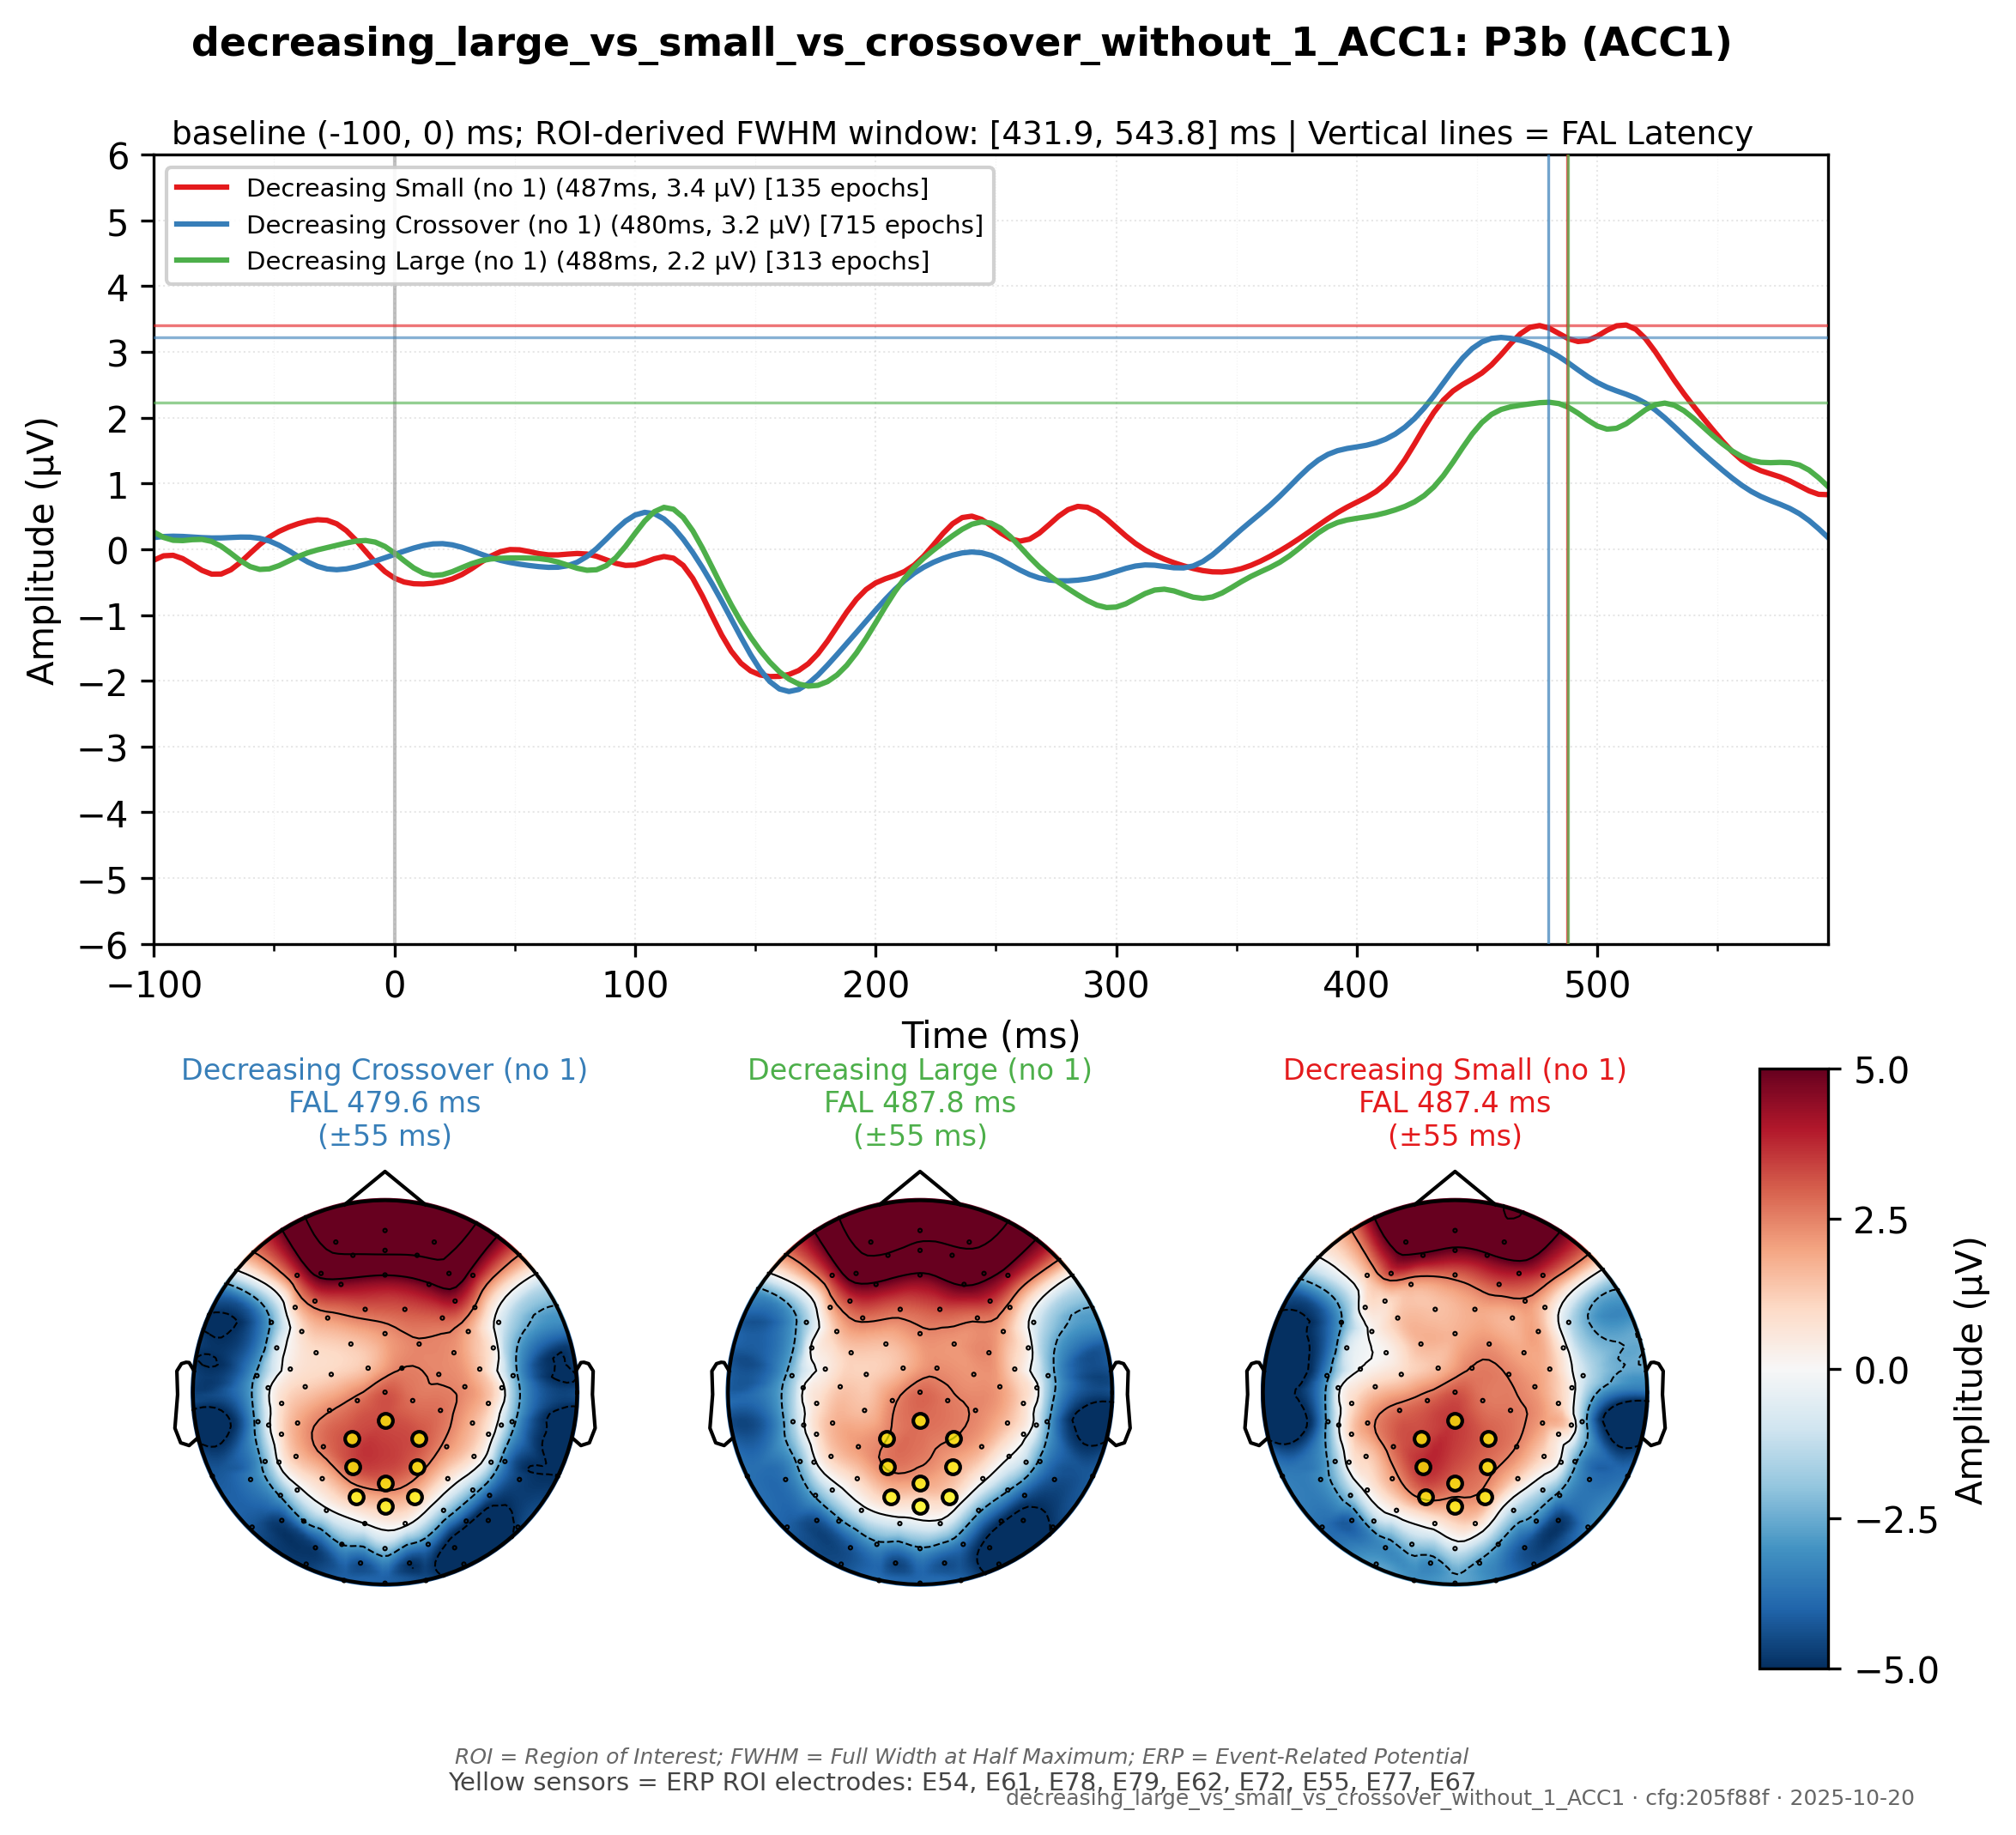 decreasing_large_vs_small_vs_crossover_without_1_ACC1: P3b (ACC1)
baseline (-100, 0) ms; ROI-derived FWHM window: [431.9, 543.8] ms | Vertical lines = FAL Latency
Decreasing Small (no 1) (487ms, 3.4 µV) [135 epochs]
Decreasing Crossover (no 1) (480ms, 3.2 µV) [715 epochs]
Decreasing Large (no 1) (488ms, 2.2 µV) [313 epochs]
Amplitude (µV)
6
5
4
3
2
1
0
−1
−2
−3
−4
−5
−6
−100
0
100
200
300
400
500
Time (ms)
Decreasing Crossover (no 1)
FAL 479.6 ms
(±55 ms)
Decreasing Large (no 1)
FAL 487.8 ms
(±55 ms)
Decreasing Small (no 1)
FAL 487.4 ms
(±55 ms)
5.0
2.5
0.0
−2.5
−5.0
Amplitude (µV)
ROI = Region of Interest; FWHM = Full Width at Half Maximum; ERP = Event-Related Potential
Yellow sensors = ERP ROI electrodes: E54, E61, E78, E79, E62, E72, E55, E77, E67
decreasing_large_vs_small_vs_crossover_without_1_ACC1 · cfg:205f88f · 2025-10-20